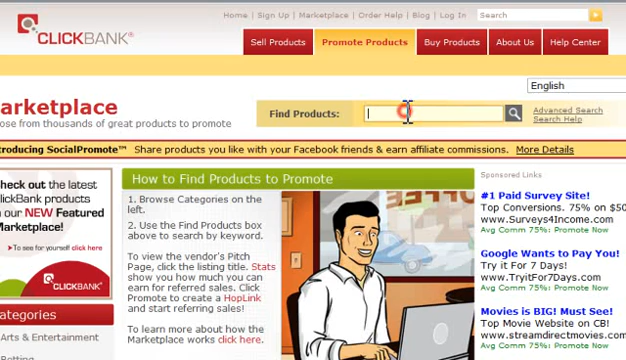 Home | Sign Up | Marketplace | Order Help | Blog | Log In
Search
CLICKBANK®
Sell Products
Promote Products
Buy Products
About Us
Help Center
English
arketplace
ose from thousands of great products to promote
Find Products:
Advanced Search
Search Help
troducing SocialPromote™ Share products you like with your Facebook friends & earn affiliate commissions. More Details
heck out the latest
ickBank products
our NEW Featured
arketplace!
To see for yourself click here
CLICKBANK
ategories
Arts & Entertainment
Betting
How to Find Products to Promote
1. Browse Categories on the
left.
2. Use the Find Products box
above to search by keyword.
To view the vendor's Pitch
Page, click the listing title. Stats
show you how much you can
earn for referred sales. Click
Promote to create a HopLink
and start referring sales!
To learn more about how the
Marketplace works click here.
OFFEE
Sponsored Links
#1 Paid Survey Site!
Top Conversions. 75% on $50
www.Surveys4Income.com
Avg Comm 75%: Promote Now
Google Wants to Pay You!
Try it For 7 Days!
www.TryitFor7Days.com
Avg Comm 75%: Promote Now
Movies is BIG! Must See!
Top Movie Website on CB!
www.streamdirectmovies.com
Avg Comm 75%: Promote Now